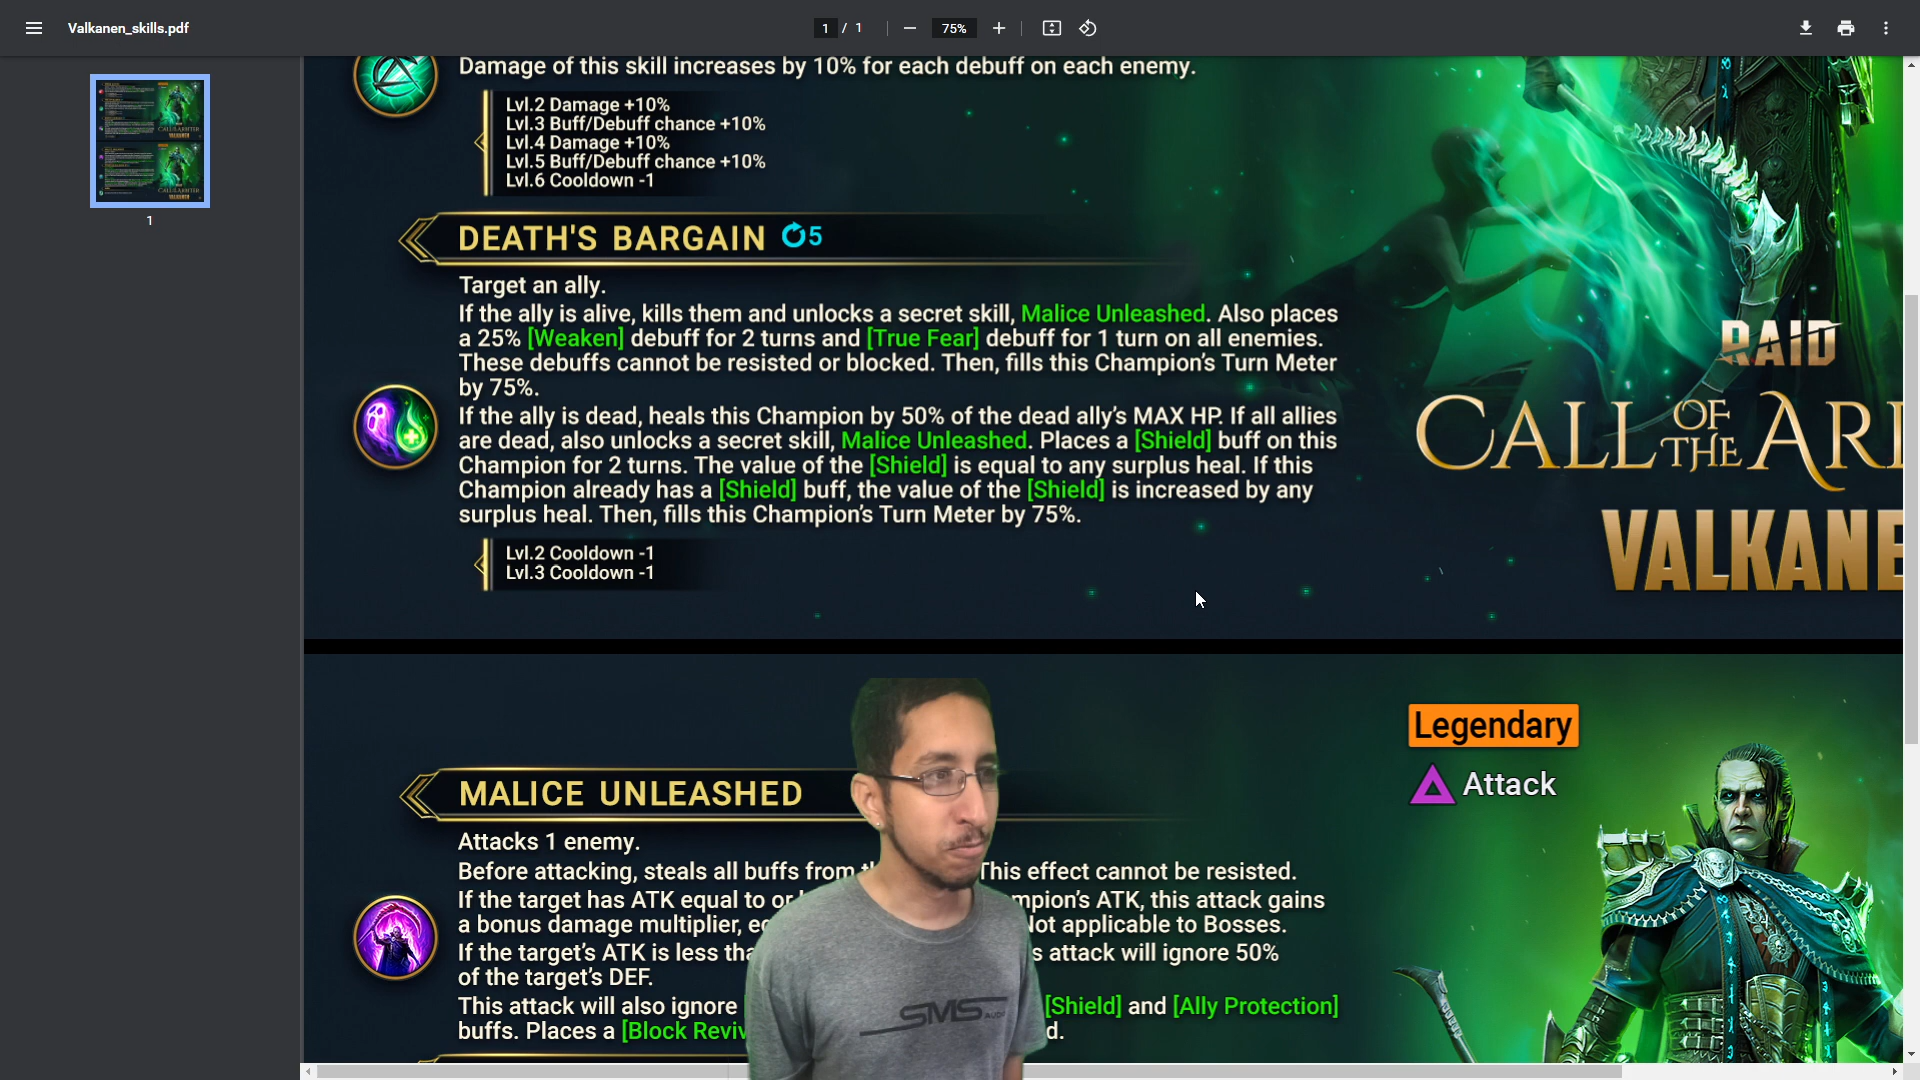 Valkanen_skills.pdf
1 / 1
75%
1
Damage of this skill increases by 10% for each debuff on each enemy.
Lvl.2 Damage +10%
Lvl.3 Buff/Debuff chance +10%
Lvl.4 Damage +10%
Lvl.5 Buff/Debuff chance +10%
Lvl.6 Cooldown -1
DEATH'S BARGAIN 5
Target an ally.
If the ally is alive, kills them and unlocks a secret skill, Malice Unleashed. Also places
a 25% [Weaken] debuff for 2 turns and [True Fear] debuff for 1 turn on all enemies.
These debuffs cannot be resisted or blocked. Then, fills this Champion's Turn Meter
by 75%.
If the ally is dead, heals this Champion by 50% of the dead ally's MAX HP. If all allies
are dead, also unlocks a secret skill, Malice Unleashed. Places a [Shield] buff on this
Champion for 2 turns. The value of the [Shield] is equal to any surplus heal. If this
Champion already has a [Shield] buff, the value of the [Shield] is increased by any
surplus heal. Then, fills this Champion's Turn Meter by 75%.
Lvl.2 Cooldown -1
Lvl.3 Cooldown -1
RAID
CALL OF THE ARI
VALKANE
Legendary
Attack
MALICE UNLEASHED
Attacks 1 enemy.
Before attacking, steals all buffs from This effect cannot be resisted.
If the target has ATK equal to or mpion's ATK, this attack gains
a bonus damage multiplier, Not applicable to Bosses.
If the target's ATK is less tha s attack will ignore 50%
of the target's DEF.
This attack will also ignore [Shield] and [Ally Protection]
buffs. Places a [Block Reviv d.
SMS